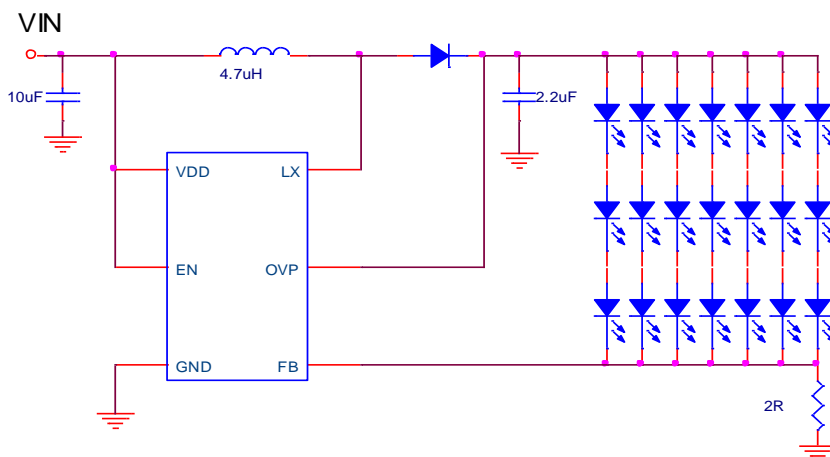 VIN
4.7uH
10uF
2.2uF
VDD LX
EN OVP
GND FB
2R